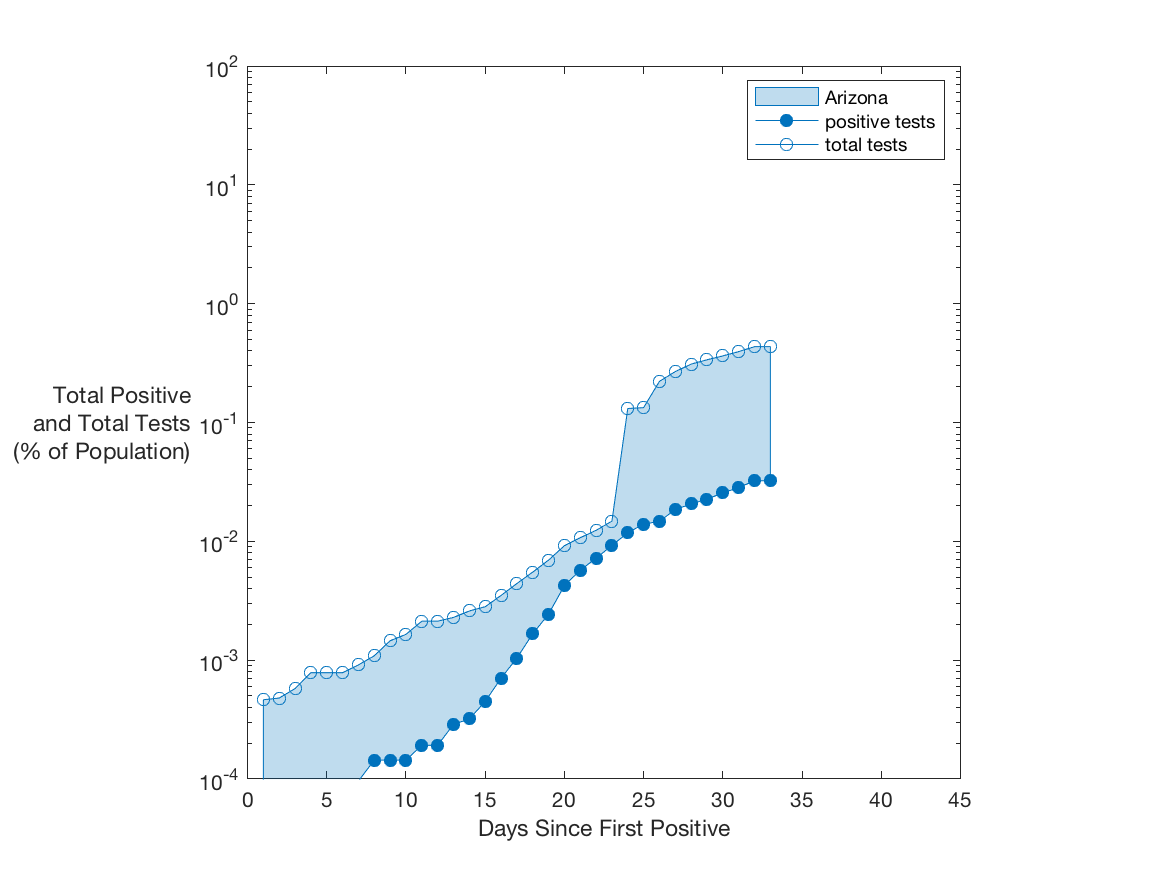 10^2
10^1
10^0
10^-1
10^-2
10^-3
10^-4
Total Positive
and Total Tests
(% of Population)
0 5 10 15 20 25 30 35 40 45
Days Since First Positive
Arizona
positive tests
total tests